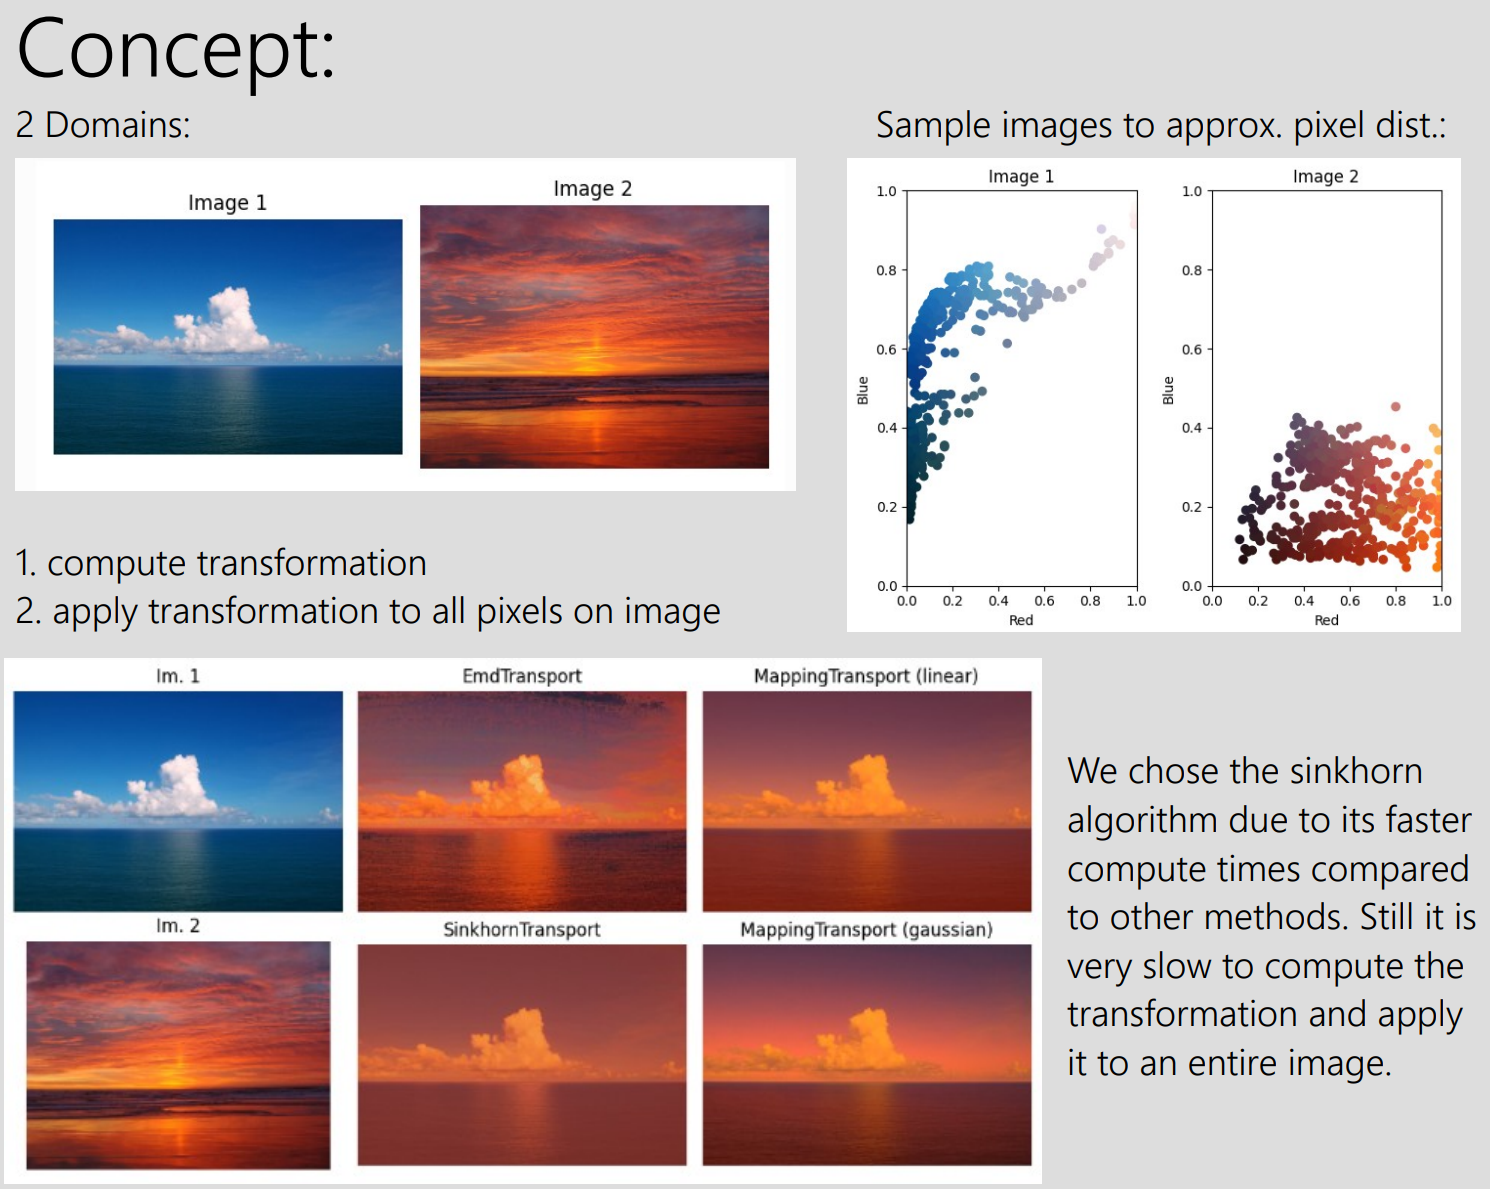 Concept:
2 Domains:
Image 1
Image 2
Sample images to approx. pixel dist.:
Image 1
1.0
0.8
0.6
0.4
0.2
0.0
Blue
0.0 0.2 0.4 0.6 0.8 1.0
Red
Image 2
1.0
0.8
0.6
0.4
0.2
0.0
Blue
0.0 0.2 0.4 0.6 0.8 1.0
Red
1. compute transformation
2. apply transformation to all pixels on image
Im. 1
EmdTransport
MappingTransport (linear)
Im. 2
SinkhornTransport
MappingTransport (gaussian)
We chose the sinkhorn
algorithm due to its faster
compute times compared
to other methods. Still it is
very slow to compute the
transformation and apply
it to an entire image.